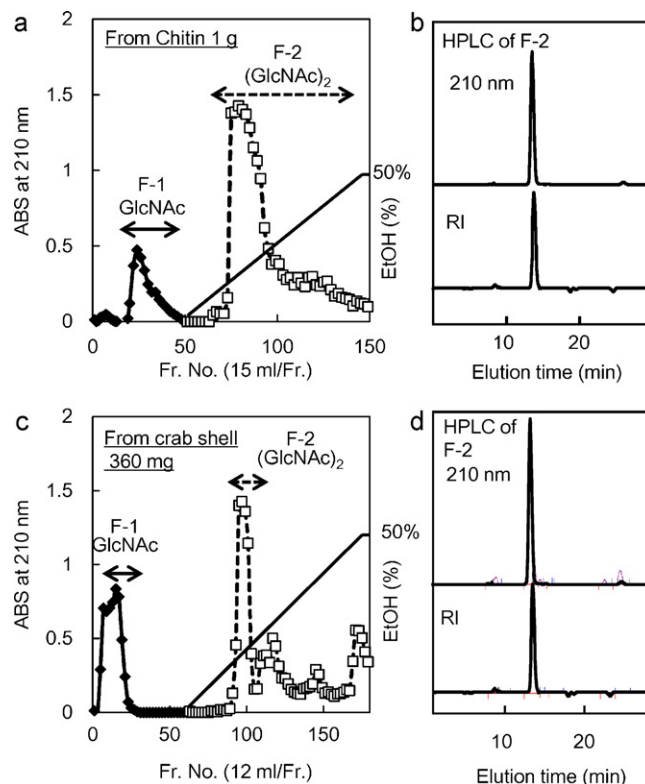 a
From Chitin 1 g
F-2
(GlcNAc)2
F-1
GlcNAc
50%
ABS at 210 nm
EtOH (%)
2
1.5
1
0.5
0
0 50 100 150
Fr. No. (15 ml/Fr.)
b
HPLC of F-2
210 nm
RI
10 20
Elution time (min)
c
From crab shell
360 mg
F-2
(GlcNAc)2
F-1
GlcNAc
50%
ABS at 210 nm
EtOH (%)
2
1.5
1
0.5
0
0 50 100 150
Fr. No. (12 ml/Fr.)
d
HPLC of
F-2
210 nm
RI
10 20
Elution time (min)